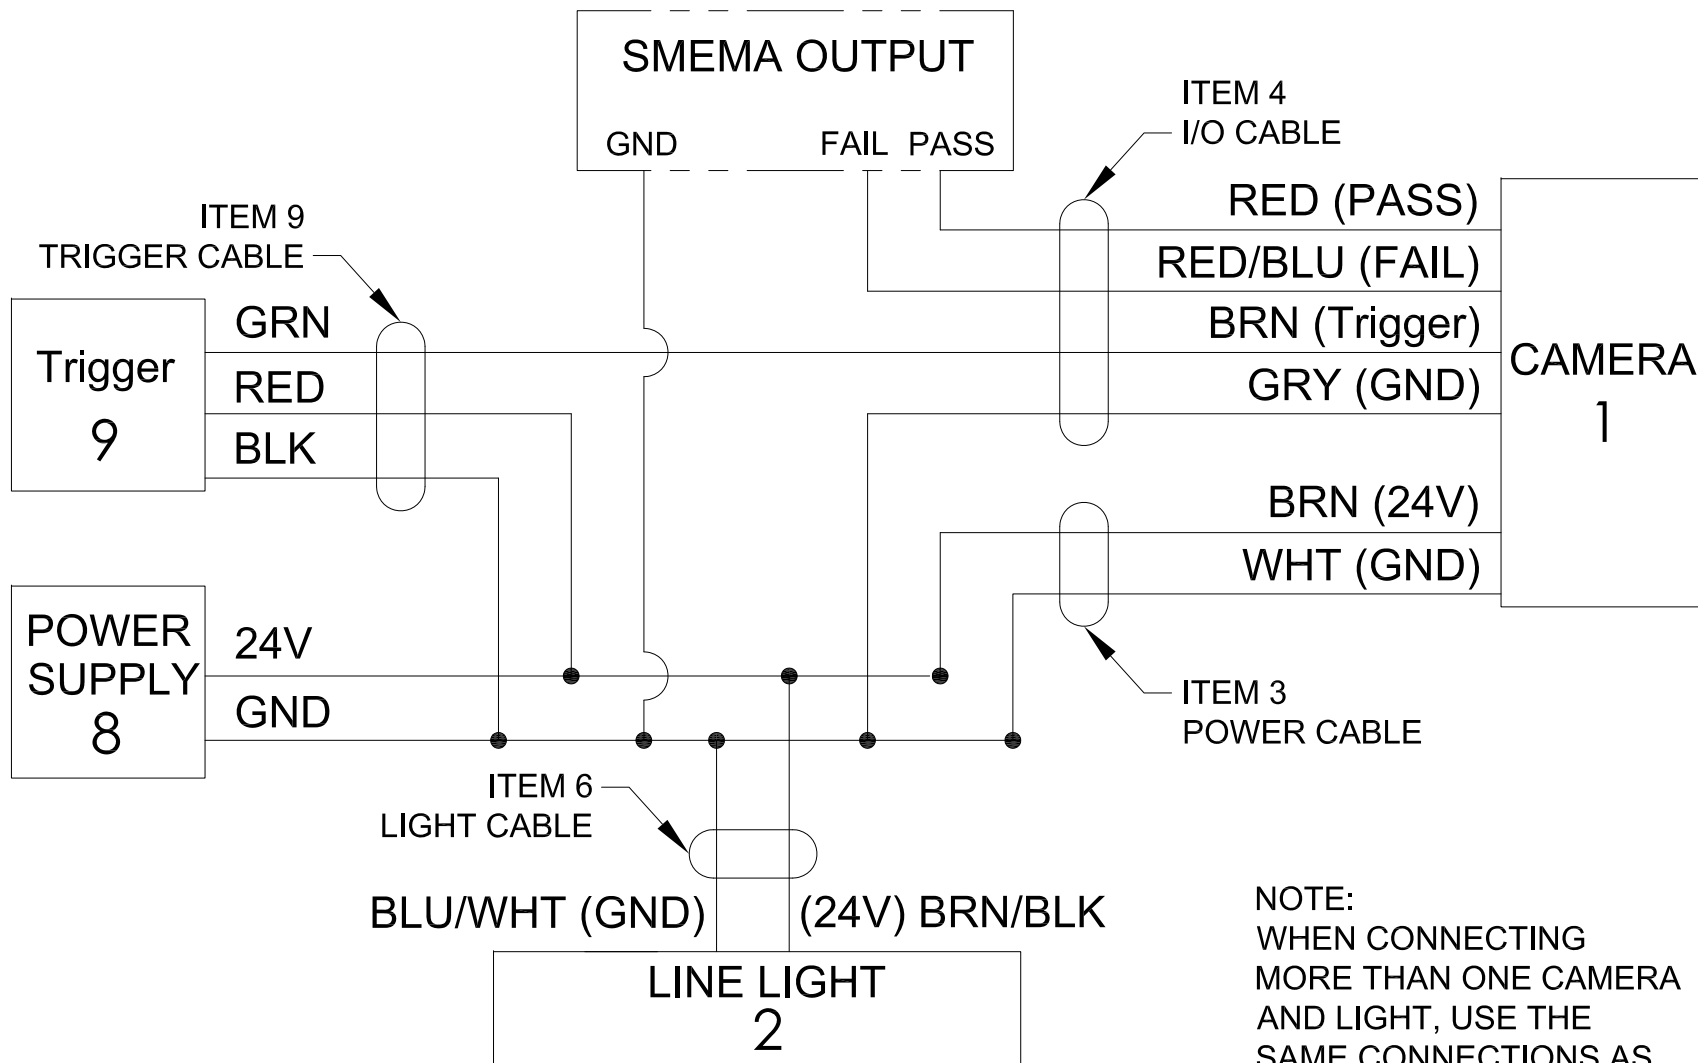 SMEMA OUTPUT
GND FAIL PASS
ITEM 4
I/O CABLE
ITEM 9
TRIGGER CABLE
Trigger
9
GRN
RED
BLK
RED (PASS)
RED/BLU (FAIL)
BRN (Trigger)
GRY (GND)
BRN (24V)
WHT (GND)
CAMERA
1
POWER
SUPPLY
8
24V
GND
ITEM 3
POWER CABLE
ITEM 6
LIGHT CABLE
BLU/WHT (GND) (24V) BRN/BLK
LINE LIGHT
2
NOTE:
WHEN CONNECTING
MORE THAN ONE CAMERA
AND LIGHT, USE THE
SAME CONNECTIONS AS